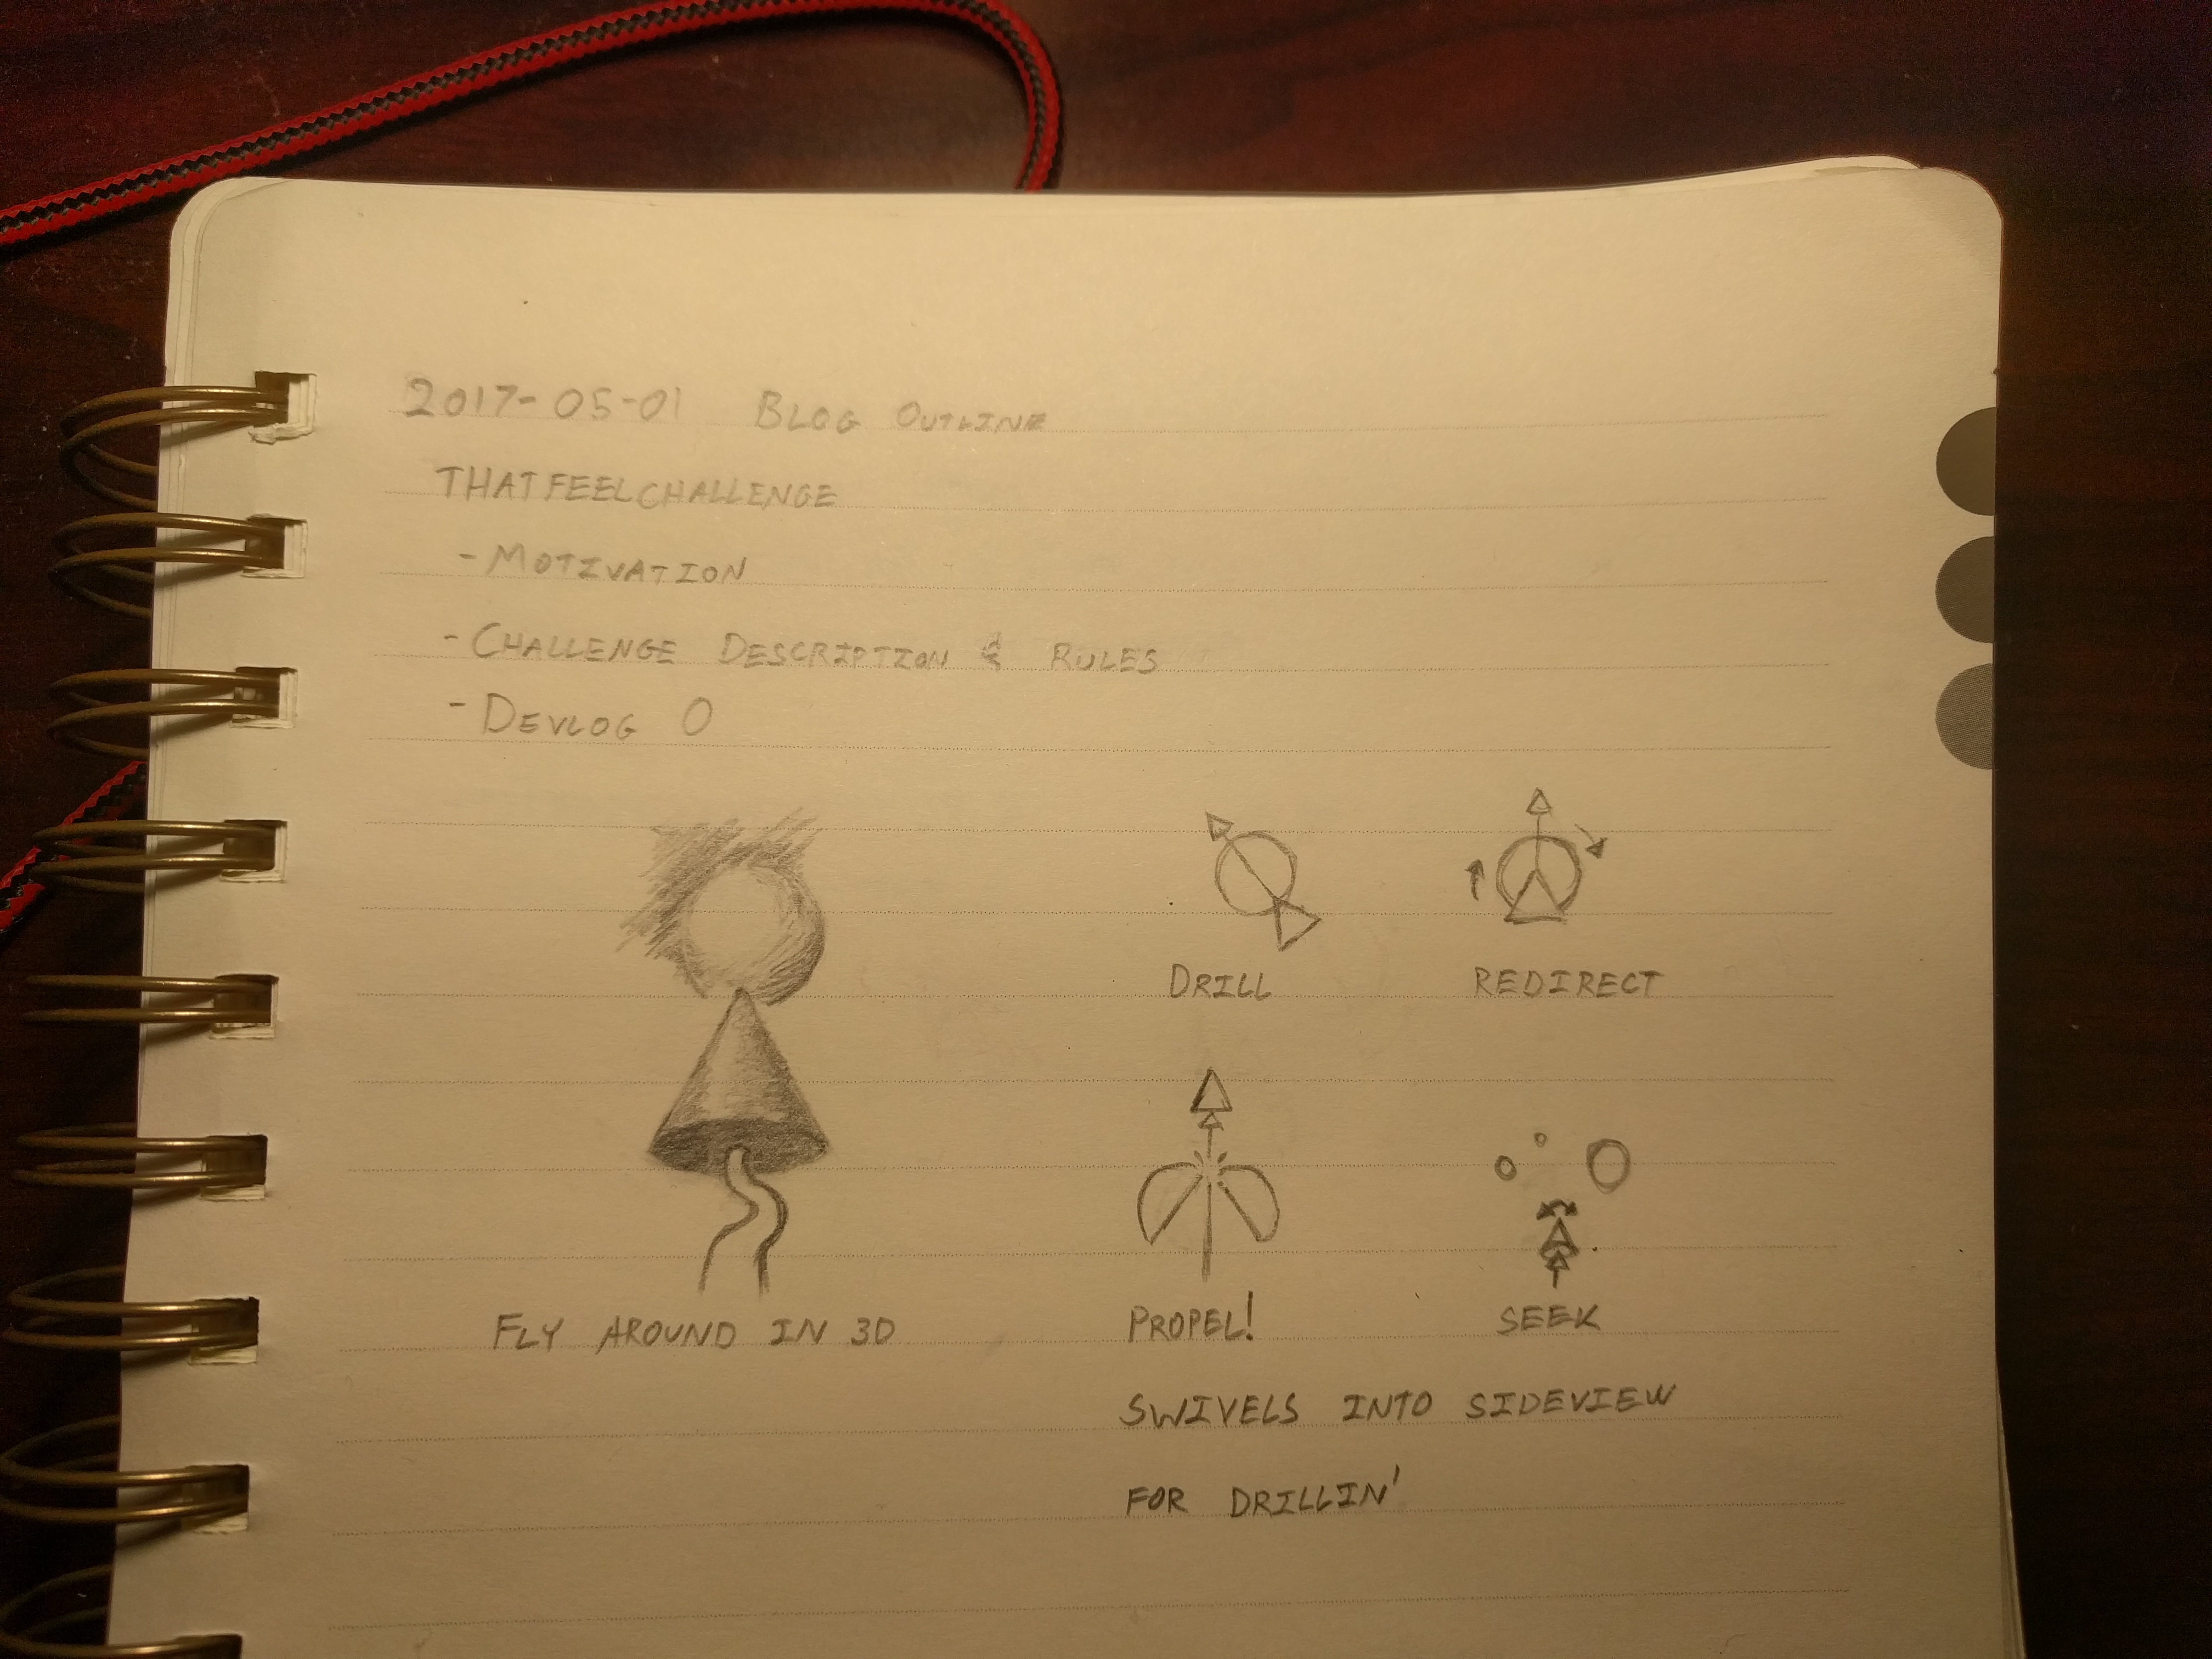 2017-05-01 BLOG OUTLINE
THATFEELCHALLENGE
- MOTIVATION
- CHALLENGE DESCRIPTION & RULES
- DEVLOG 0
DRILL
REDIRECT
FLY AROUND IN 3D
PROPEL!
SEEK
SWIVELS INTO SIDEVIEW
FOR DRILLIN'